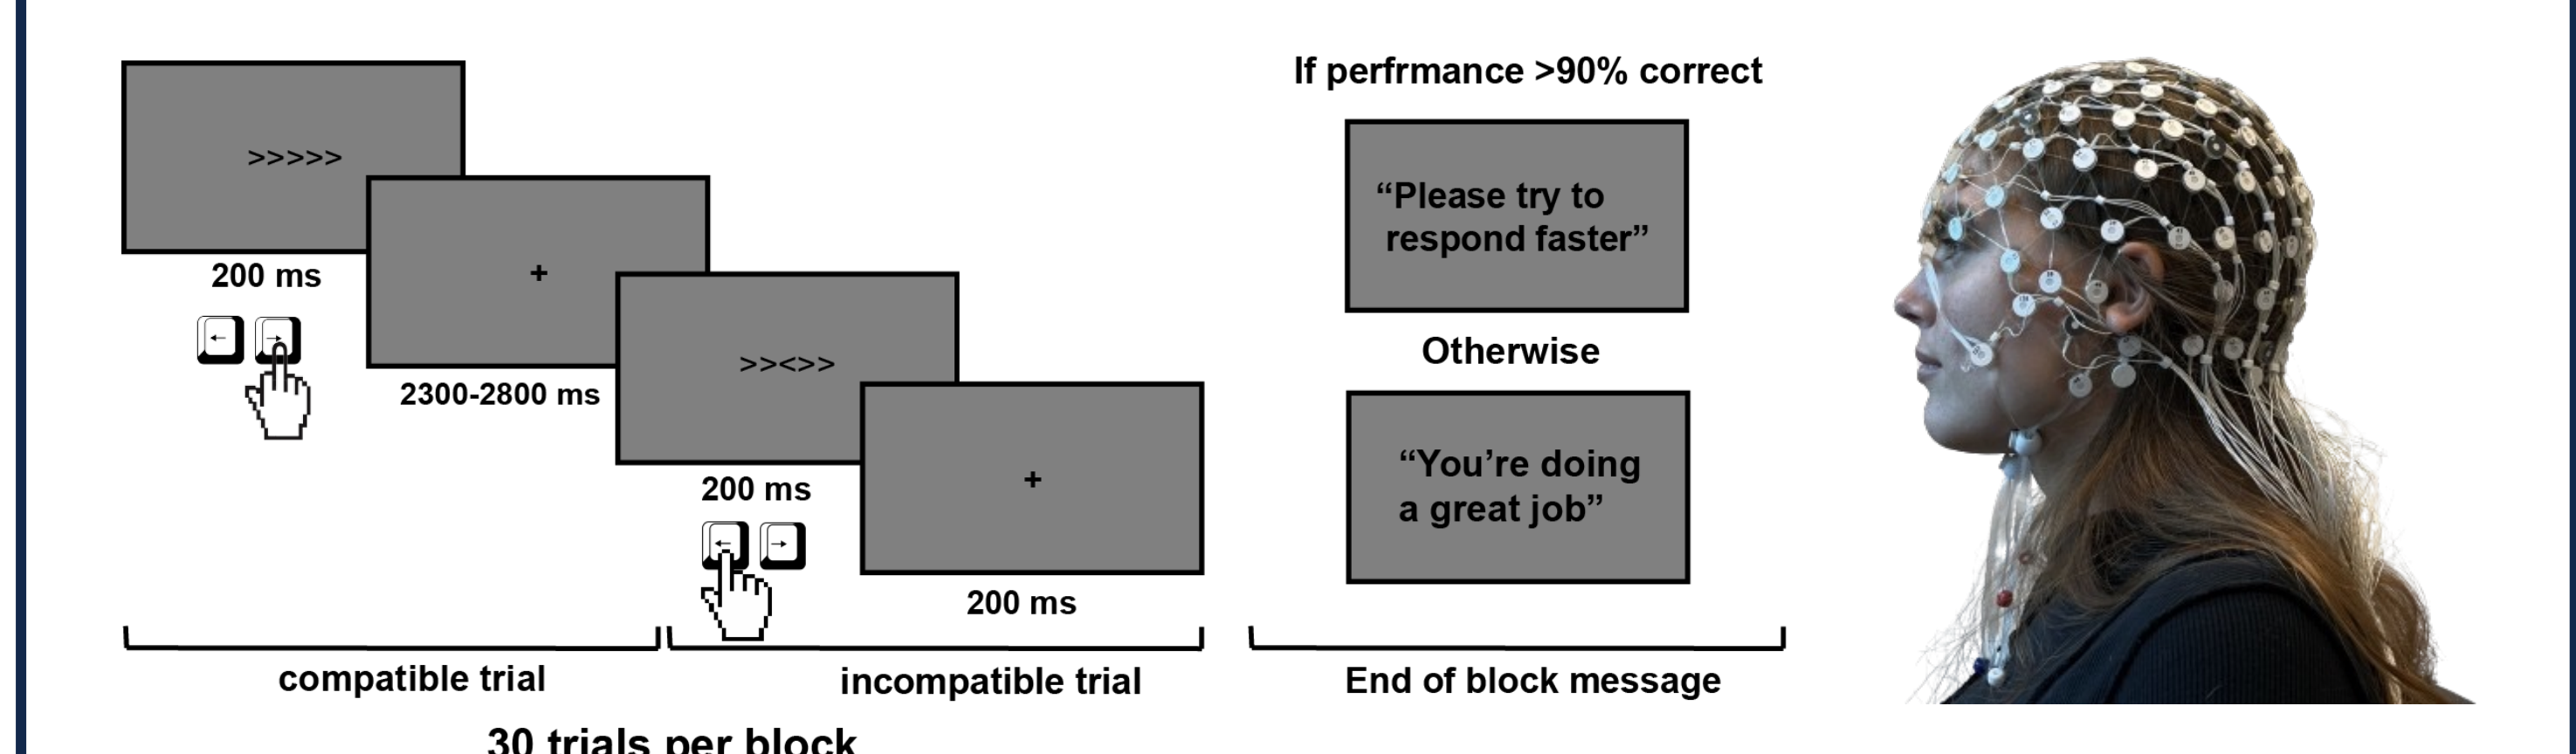 >>>>>
200 ms
← →
+
2300-2800 ms
>><>>
200 ms
← →
+
200 ms
compatible trial
incompatible trial
30 trials per block
If perfrmance >90% correct
“Please try to
respond faster”
Otherwise
“You’re doing
a great job”
End of block message